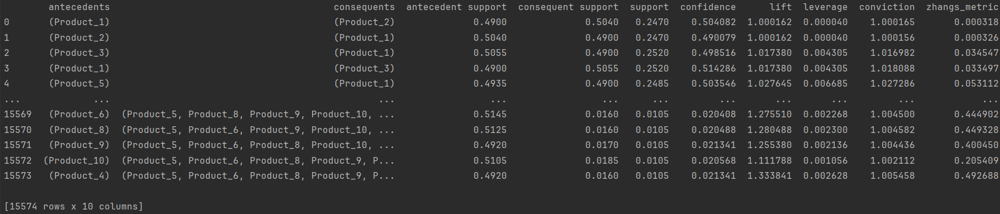 antecedents consequents antecedent support consequent support support confidence lift leverage conviction zhangs_metric
0 (Product_1) (Product_2) 0.4900 0.5040 0.2470 0.504082 1.000162 0.000040 1.000165 0.000318
1 (Product_2) (Product_1) 0.5040 0.4900 0.2470 0.490079 1.000162 0.000040 1.000156 0.000326
2 (Product_3) (Product_1) 0.5055 0.4900 0.2520 0.498516 1.017380 0.004305 1.016982 0.034547
3 (Product_1) (Product_3) 0.4900 0.5055 0.2520 0.514286 1.017380 0.004305 1.018088 0.033497
4 (Product_5) (Product_1) 0.4935 0.4900 0.2485 0.503546 1.027645 0.006685 1.027286 0.053112
... ... ... ... ... ... ... ... ... ... ...
15569 (Product_6) (Product_5, Product_8, Product_9, Product_10, ... 0.5145 0.0160 0.0105 0.020408 1.275510 0.002268 1.004500 0.444902
15570 (Product_8) (Product_5, Product_6, Product_9, Product_10, ... 0.5125 0.0160 0.0105 0.020488 1.280488 0.002300 1.004582 0.449328
15571 (Product_9) (Product_5, Product_6, Product_8, Product_10, ... 0.4920 0.0170 0.0105 0.021341 1.255380 0.002136 1.004436 0.400450
15572 (Product_10) (Product_5, Product_6, Product_8, Product_9, P... 0.5105 0.0185 0.0105 0.020568 1.111788 0.001056 1.002112 0.205409
15573 (Product_4) (Product_5, Product_6, Product_8, Product_9, P... 0.4920 0.0160 0.0105 0.021341 1.333841 0.002628 1.005458 0.492688
[15574 rows x 10 columns]